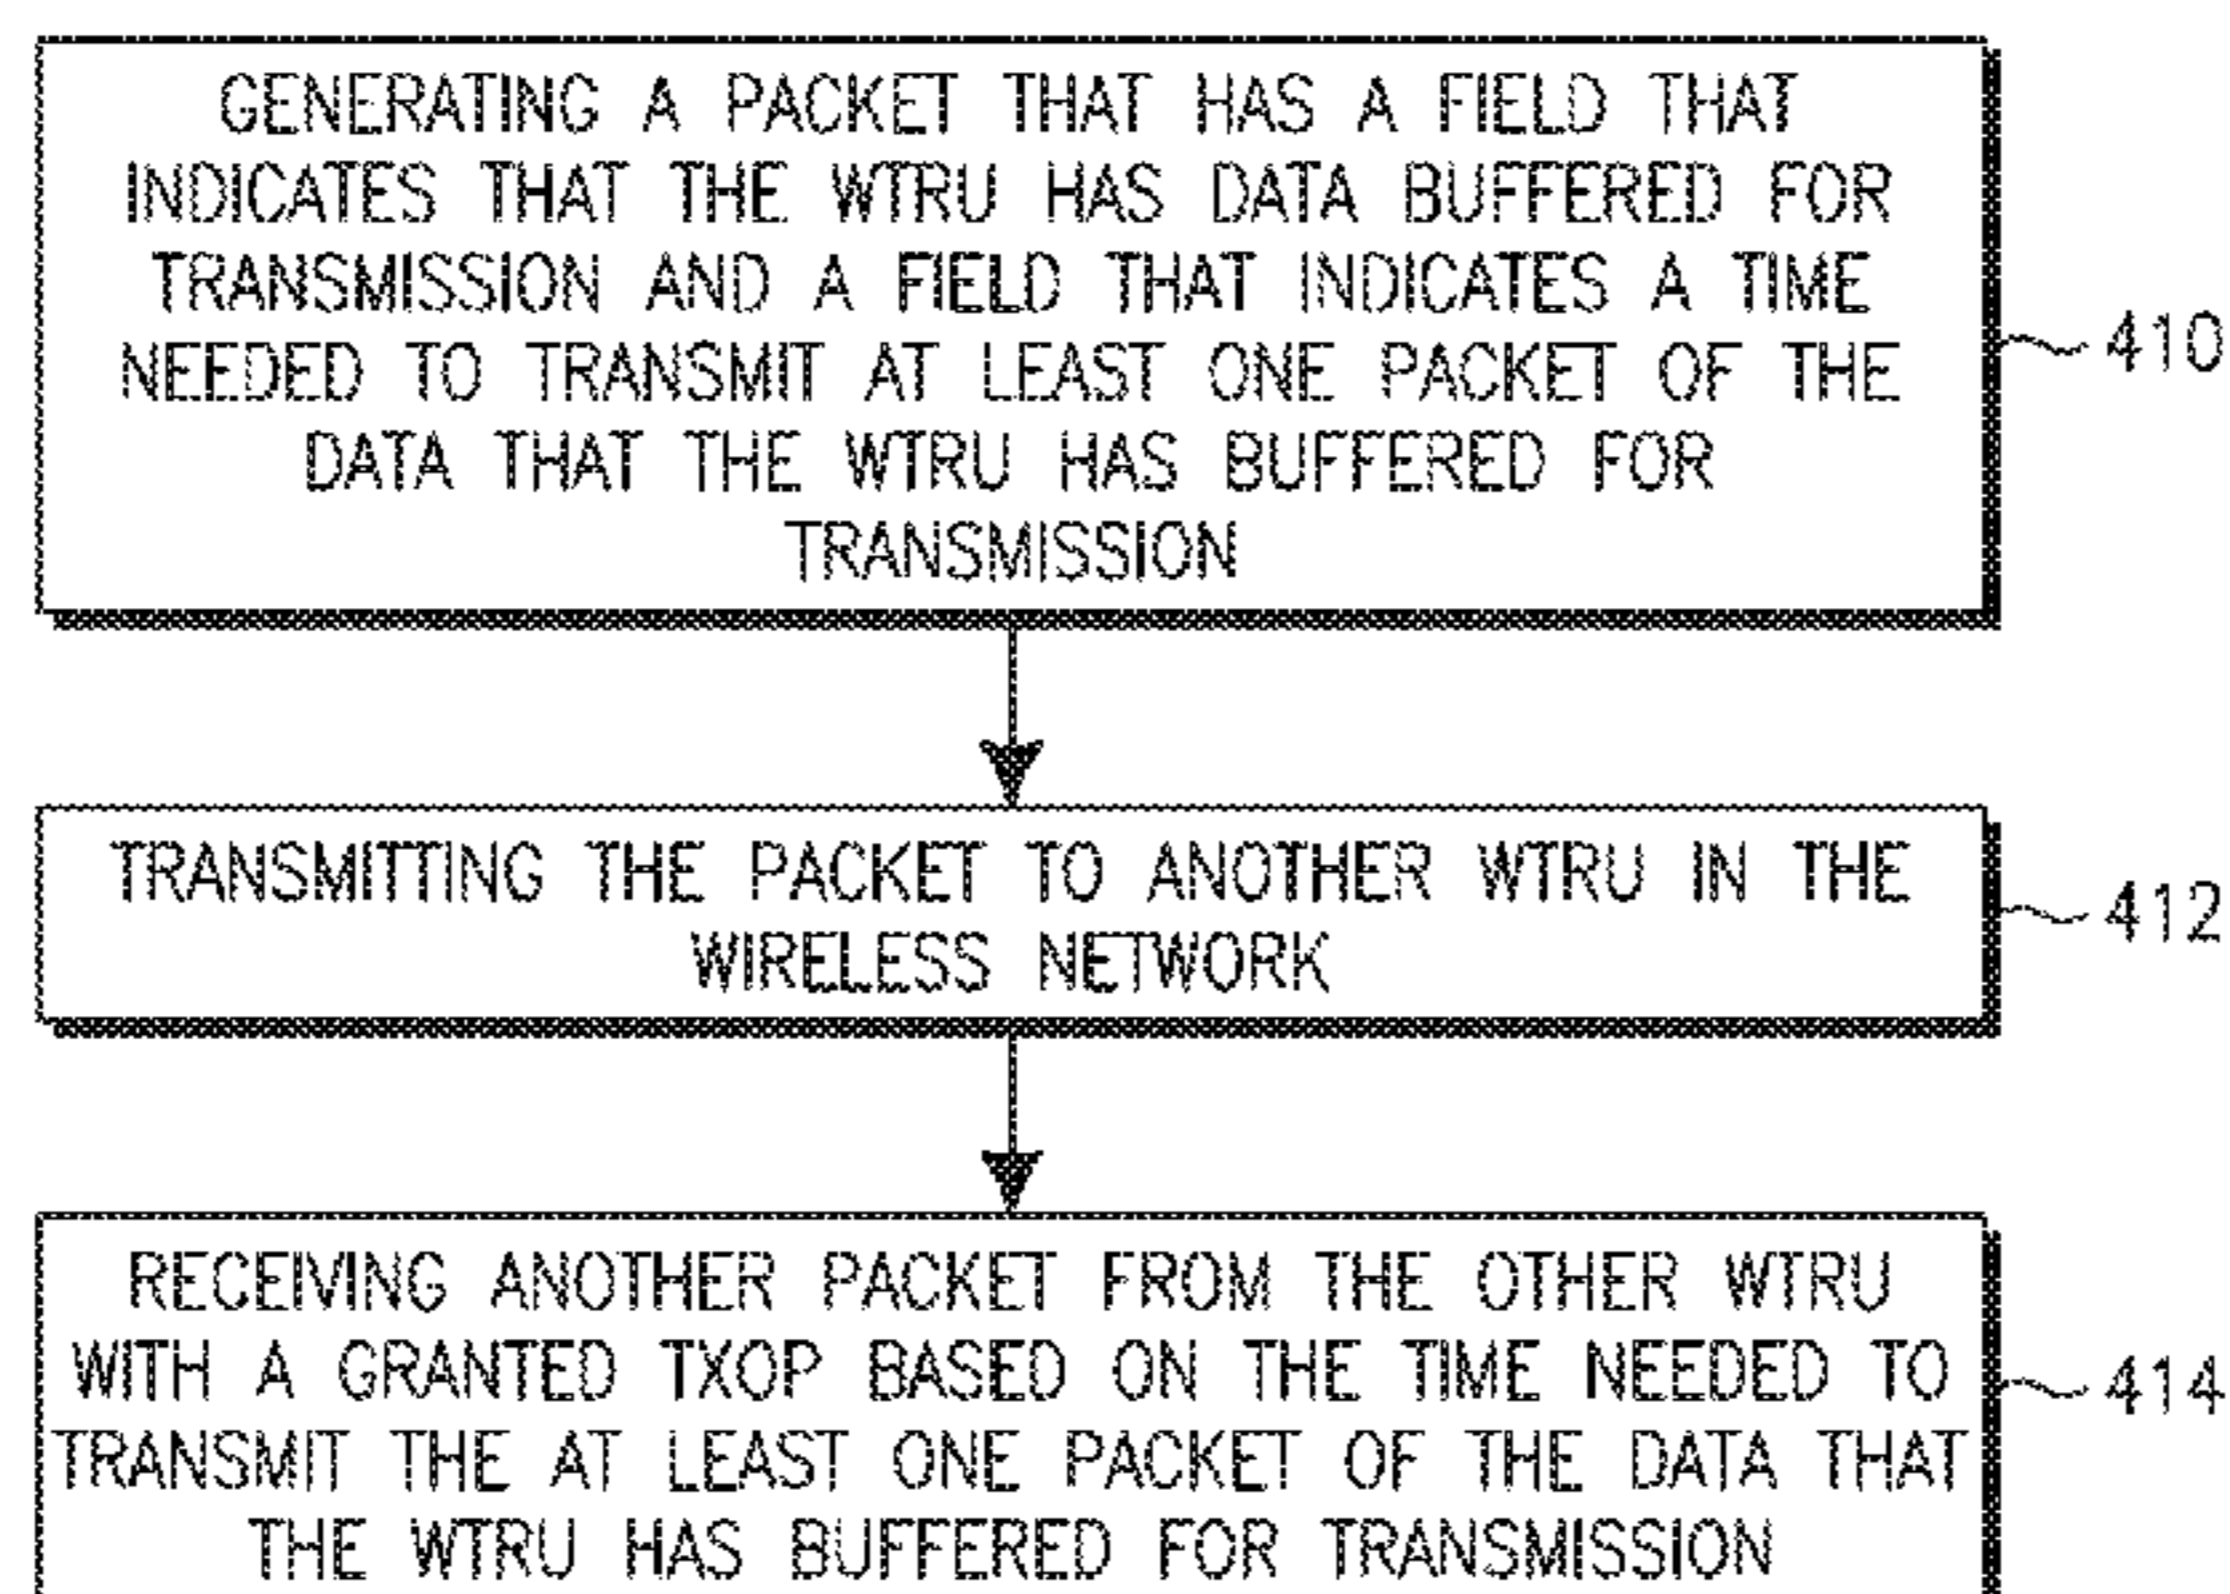 GENERATING A PACKET THAT HAS A FIELD THAT
INDICATES THAT THE WTRU HAS DATA BUFFERED FOR
TRANSMISSION AND A FIELD THAT INDICATES A TIME
NEEDED TO TRANSMIT AT LEAST ONE PACKET OF THE
DATA THAT THE WTRU HAS BUFFERED FOR
TRANSMISSION
410
TRANSMITTING THE PACKET TO ANOTHER WTRU IN THE
WIRELESS NETWORK
412
RECEIVING ANOTHER PACKET FROM THE OTHER WTRU
WITH A GRANTED TXOP BASED ON THE TIME NEEDED TO
TRANSMIT THE AT LEAST ONE PACKET OF THE DATA THAT
THE WTRU HAS BUFFERED FOR TRANSMISSION
414